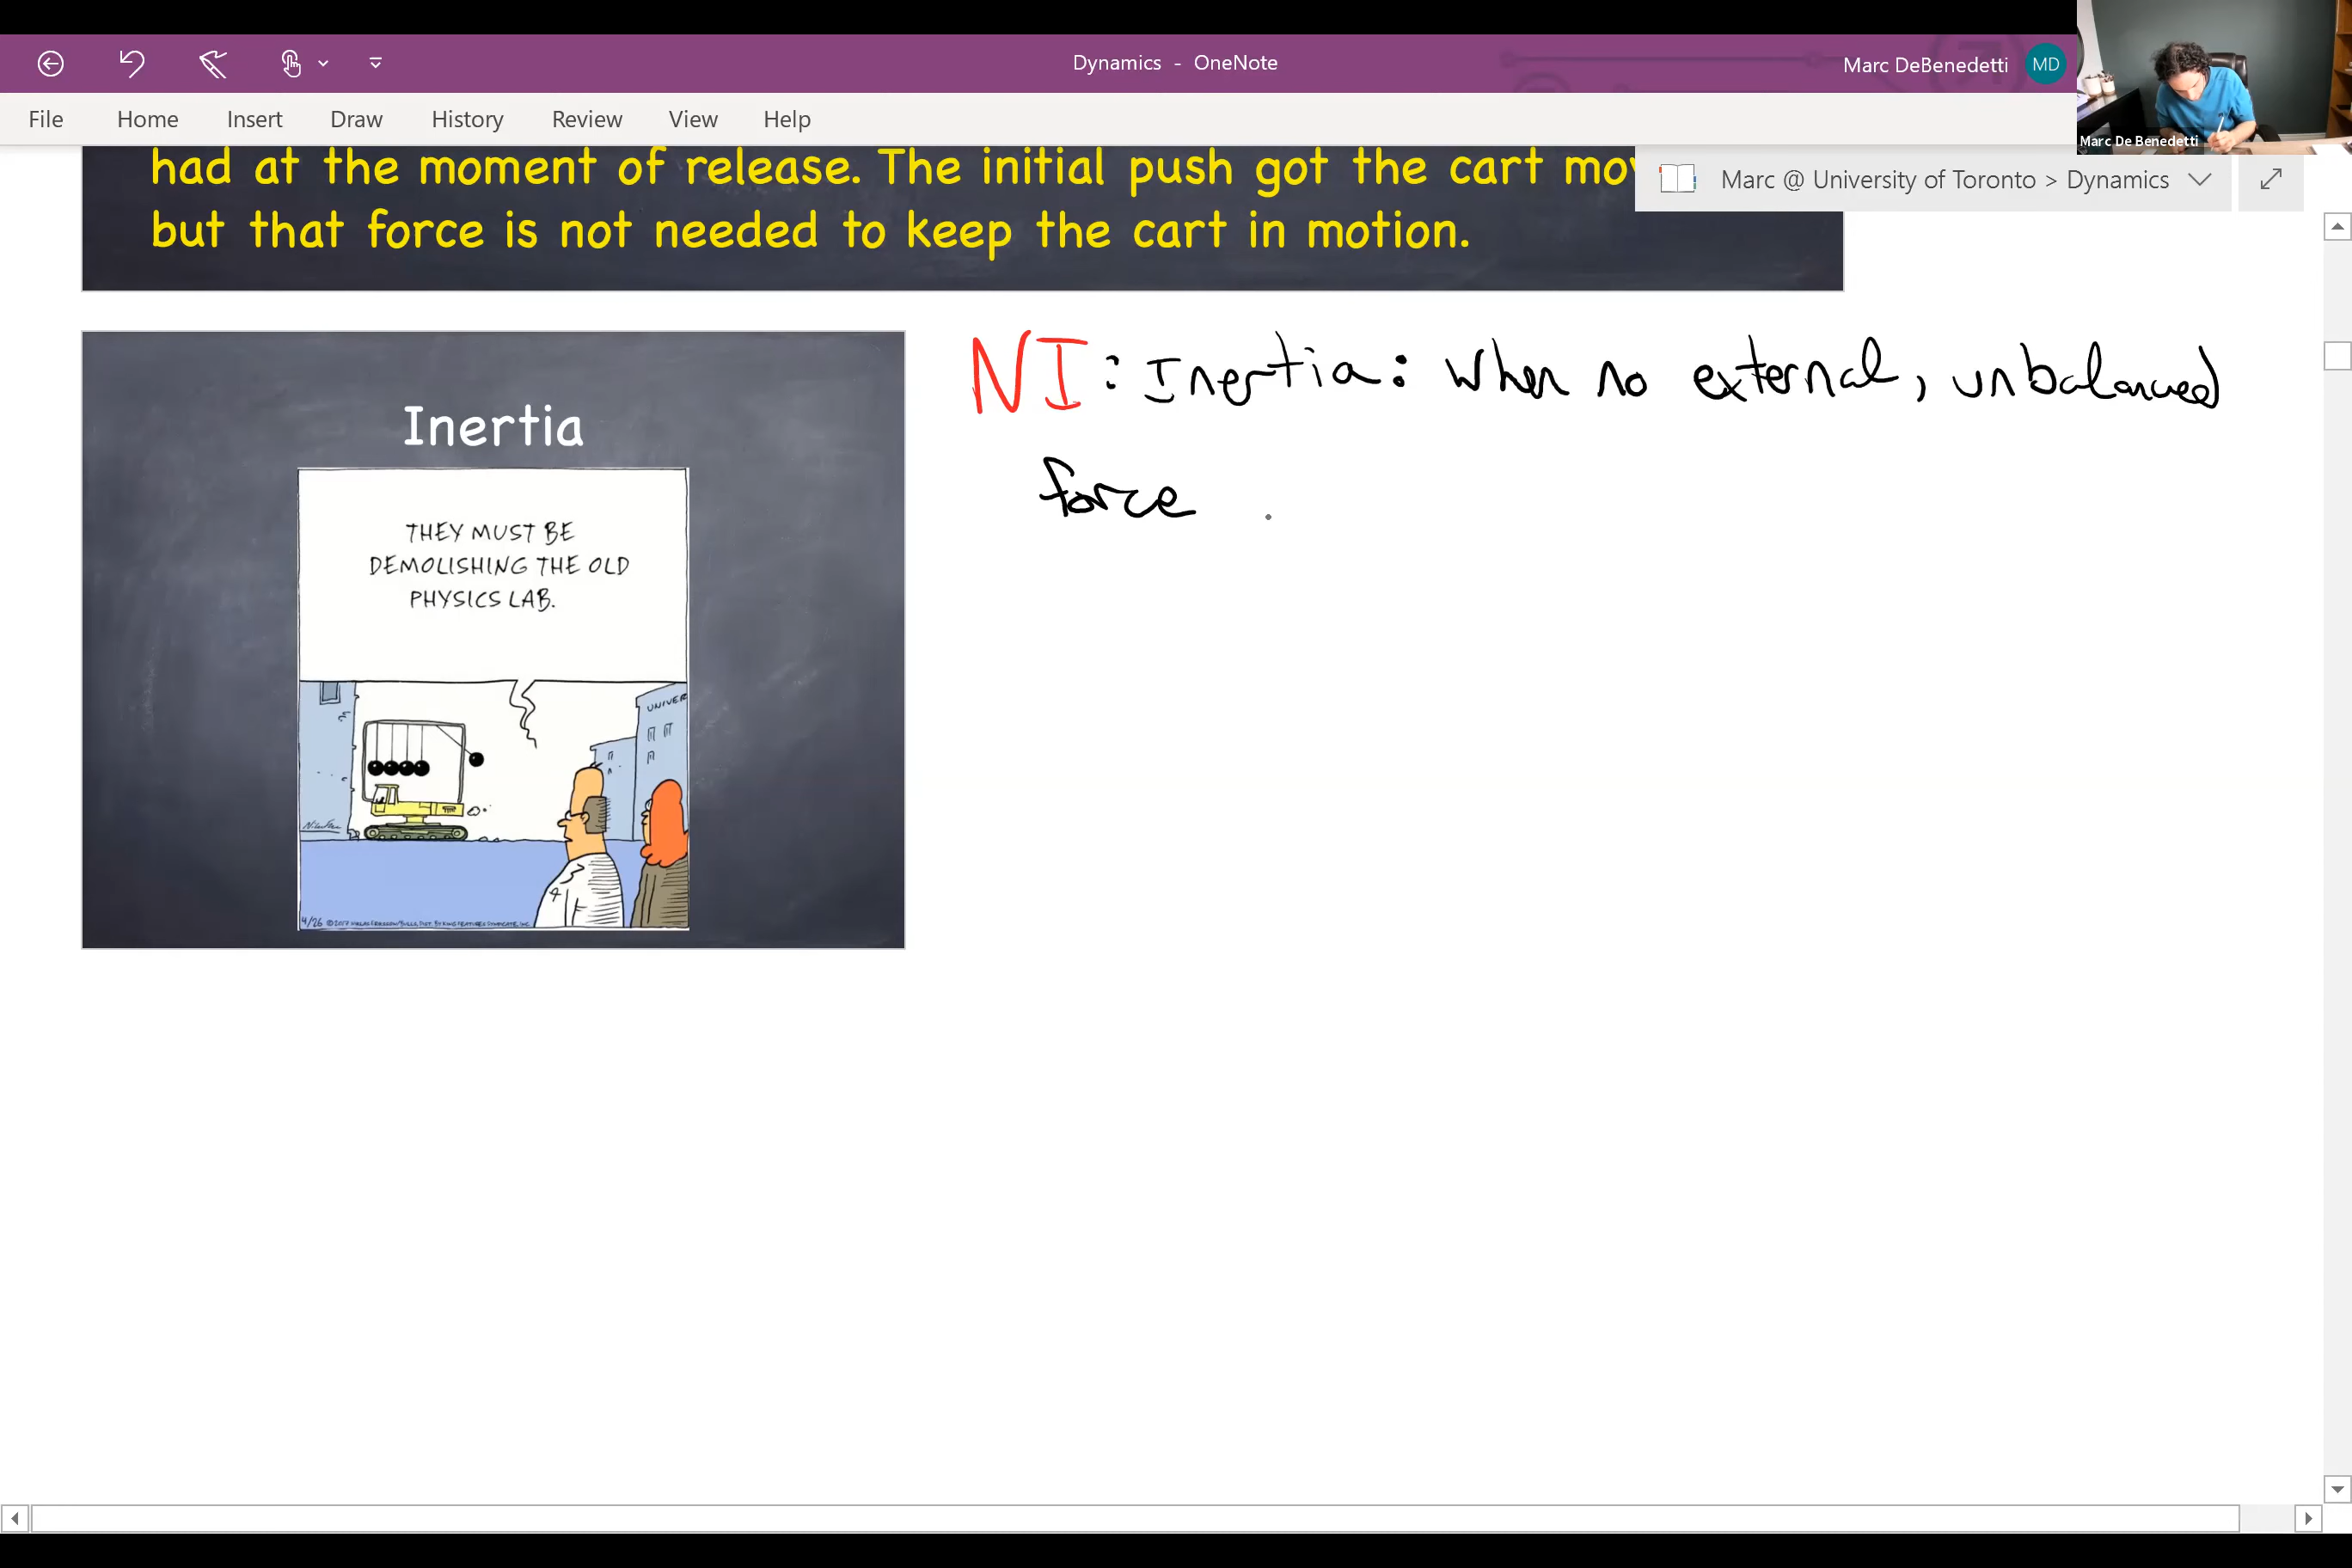 Dynamics - OneNote
Marc DeBenedetti MD
Marc De Benedetti
File Home Insert Draw History Review View Help
Marc @ University of Toronto > Dynamics
had at the moment of release. The initial push got the cart mov
but that force is not needed to keep the cart in motion.
NI: Inertia: When no external, unbalanced
force
Inertia
THEY MUST BE
DEMOLISHING THE OLD
PHYSICS LAB.
UNIVER
4/26